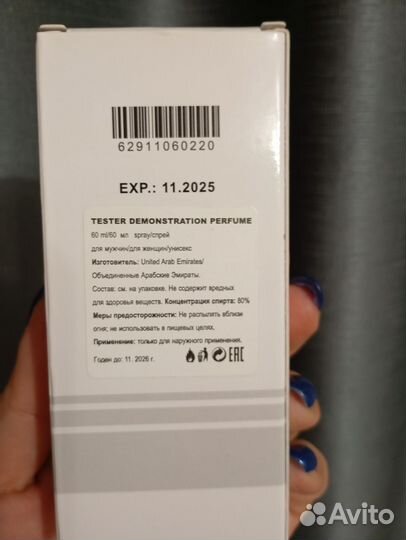 62911060220
EXP.: 11.2025
TESTER DEMONSTRATION PERFUME
60 ml/60 мл spray/спрей
для мужчин/для женщин/унисекс
Изготовитель: United Arab Emirates/
Объединенные Арабские Эмираты.
Состав: см. на упаковке. Не содержит вредных
для здоровья веществ. Концентрация спирта: 80%
Меры предосторожности: Не распылять вблизи
огня; не использовать в пищевых целях.
Применение: только для наружного применения.
Годен до: 11. 2026 г.
EAC
Avito